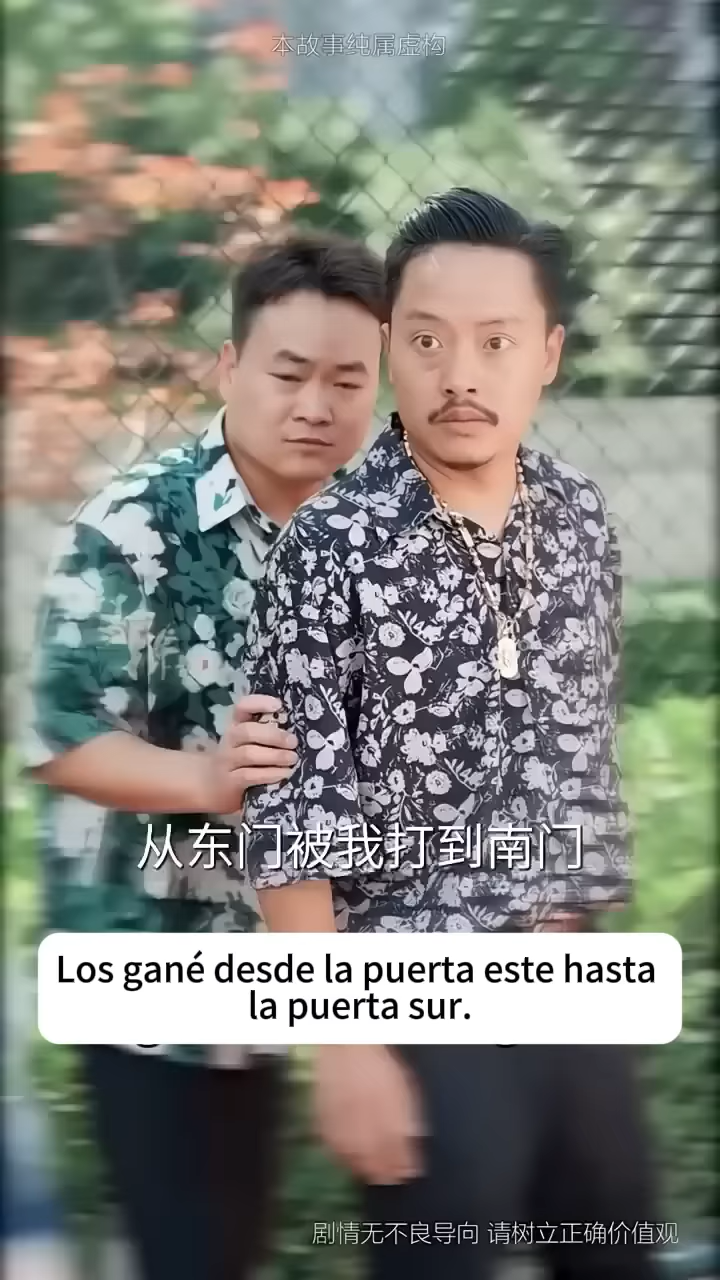 本故事纯属虚构
从东门被我打到南门
Los gané desde la puerta este hasta
la puerta sur.
剧情无不良导向 请树立正确价值观